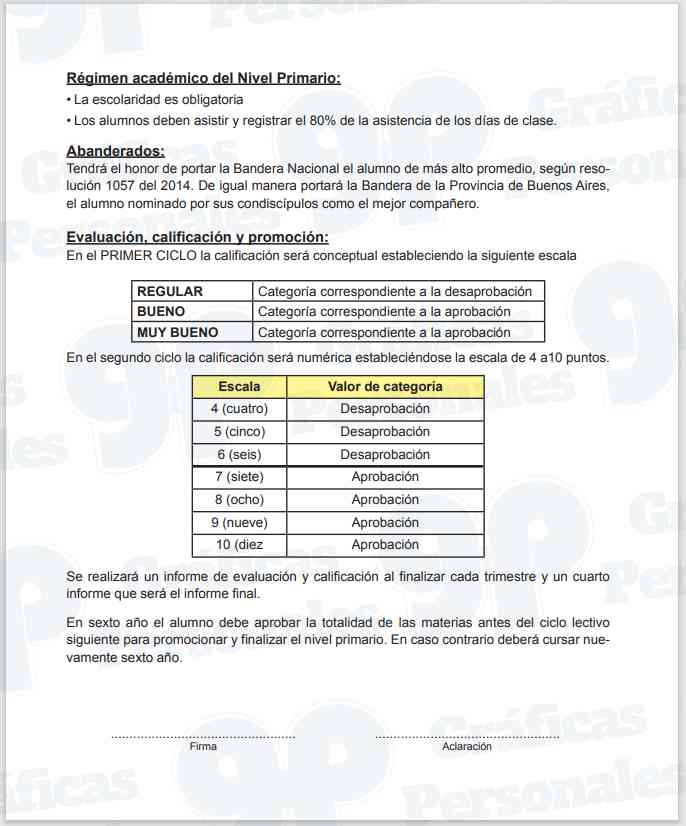 Régimen académico del Nivel Primario:
• La escolaridad es obligatoria
• Los alumnos deben asistir y registrar el 80% de la asistencia de los días de clase.
Abanderados:
Tendrá el honor de portar la Bandera Nacional el alumno de más alto promedio, según reso-
lución 1057 del 2014. De igual manera portará la Bandera de la Provincia de Buenos Aires,
el alumno nominado por sus condiscípulos como el mejor compañero.
Evaluación, calificación y promoción:
En el PRIMER CICLO la calificación será conceptual estableciendo la siguiente escala
REGULAR Categoría correspondiente a la desaprobación
BUENO Categoría correspondiente a la aprobación
MUY BUENO Categoría correspondiente a la aprobación
En el segundo ciclo la calificación será numérica estableciéndose la escala de 4 a10 puntos.
Escala Valor de categoría
4 (cuatro) Desaprobación
5 (cinco) Desaprobación
6 (seis) Desaprobación
7 (siete) Aprobación
8 (ocho) Aprobación
9 (nueve) Aprobación
10 (diez Aprobación
Se realizará un informe de evaluación y calificación al finalizar cada trimestre y un cuarto
informe que será el informe final.
En sexto año el alumno debe aprobar la totalidad de las materias antes del ciclo lectivo
siguiente para promocionar y finalizar el nivel primario. En caso contrario deberá cursar nue-
vamente sexto año.
Firma Aclaración
gp Gráficas
Personales